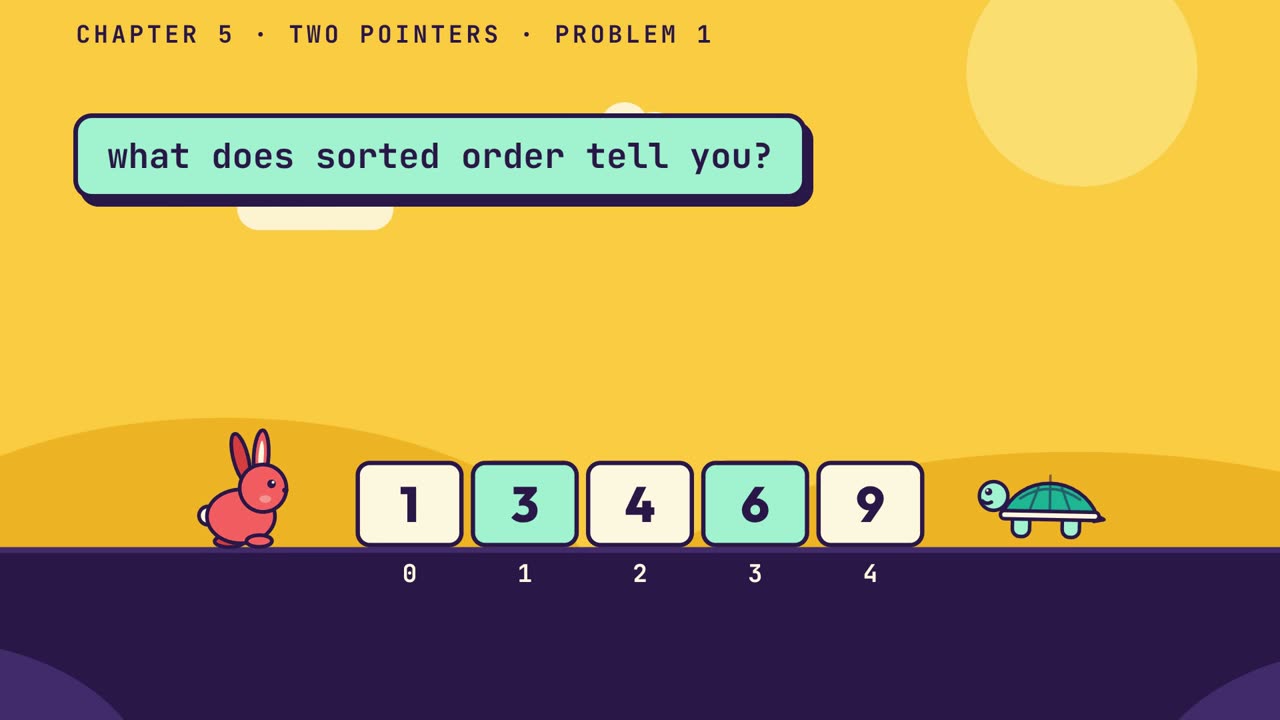 CHAPTER 5 · TWO POINTERS · PROBLEM 1
what does sorted order tell you?
1 3 4 6 9
0 1 2 3 4